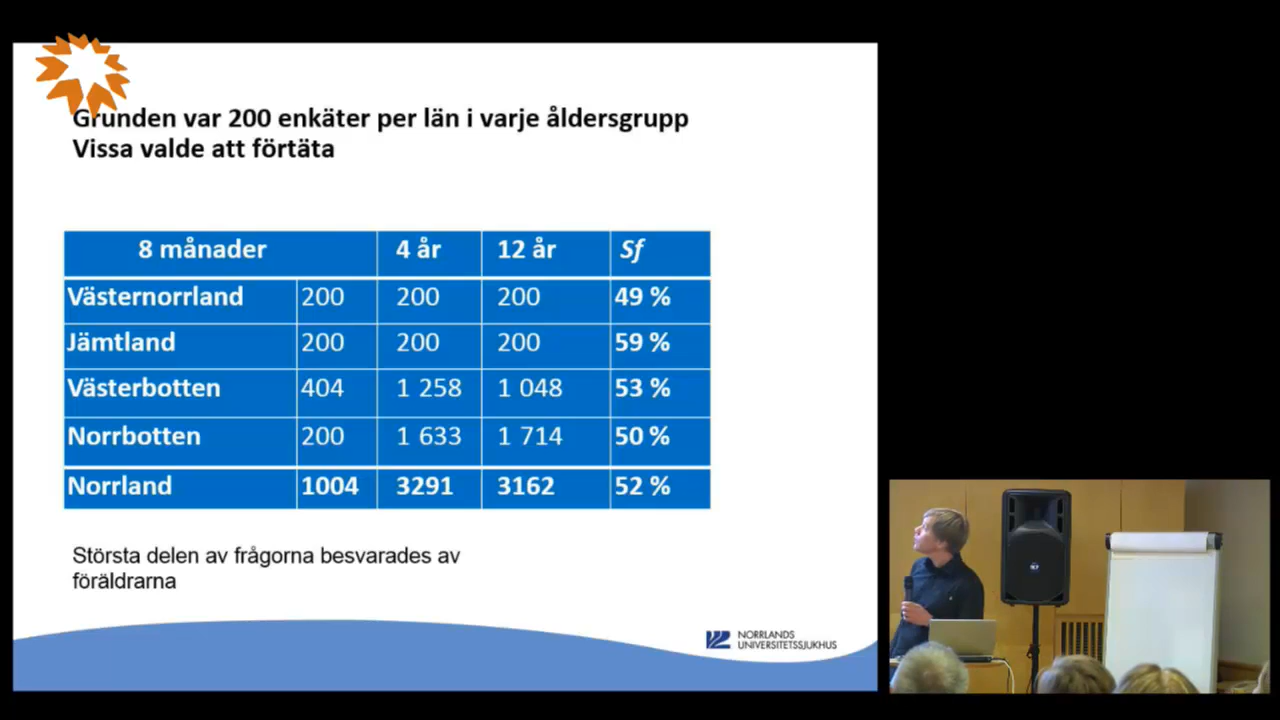 Grunden var 200 enkäter per län i varje åldersgrupp
Vissa valde att förtäta
8 månader 4 år 12 år Sf
Västernorrland 200 200 200 49 %
Jämtland 200 200 200 59 %
Västerbotten 404 1 258 1 048 53 %
Norrbotten 200 1 633 1 714 50 %
Norrland 1004 3291 3162 52 %
Största delen av frågorna besvarades av
föräldrarna
NORRLANDS
UNIVERSITETSSJUKHUS